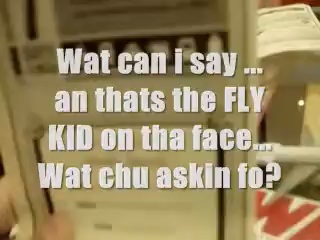 Wat can i say ...
an thats the FLY
KID on tha face...
Wat chu askin fo?